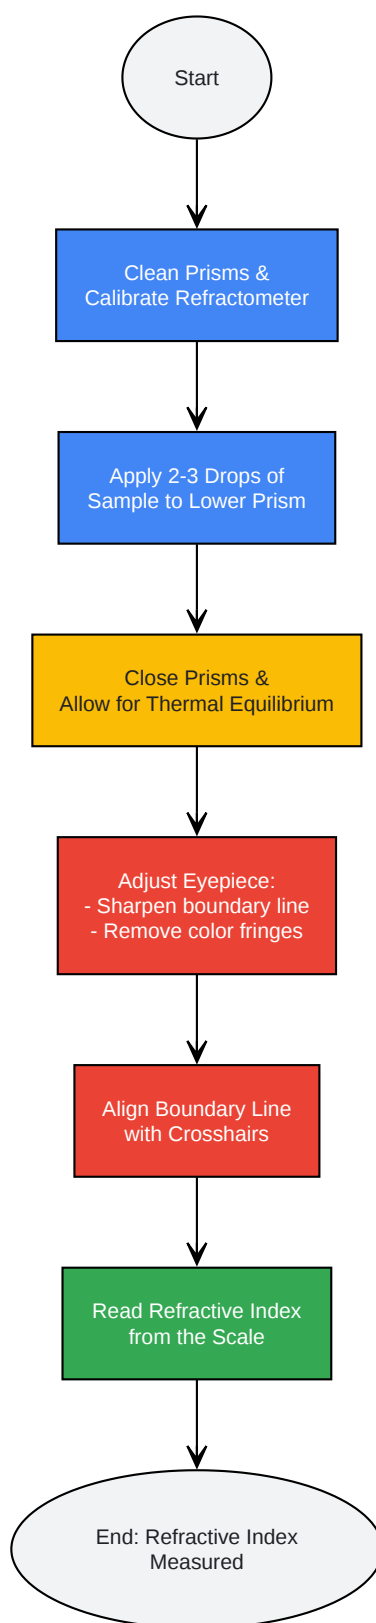 Start
Clean Prisms &
Calibrate Refractometer
Apply 2-3 Drops of
Sample to Lower Prism
Close Prisms &
Allow for Thermal Equilibrium
Adjust Eyepiece:
- Sharpen boundary line
- Remove color fringes
Align Boundary Line
with Crosshairs
Read Refractive Index
from the Scale
End: Refractive Index
Measured